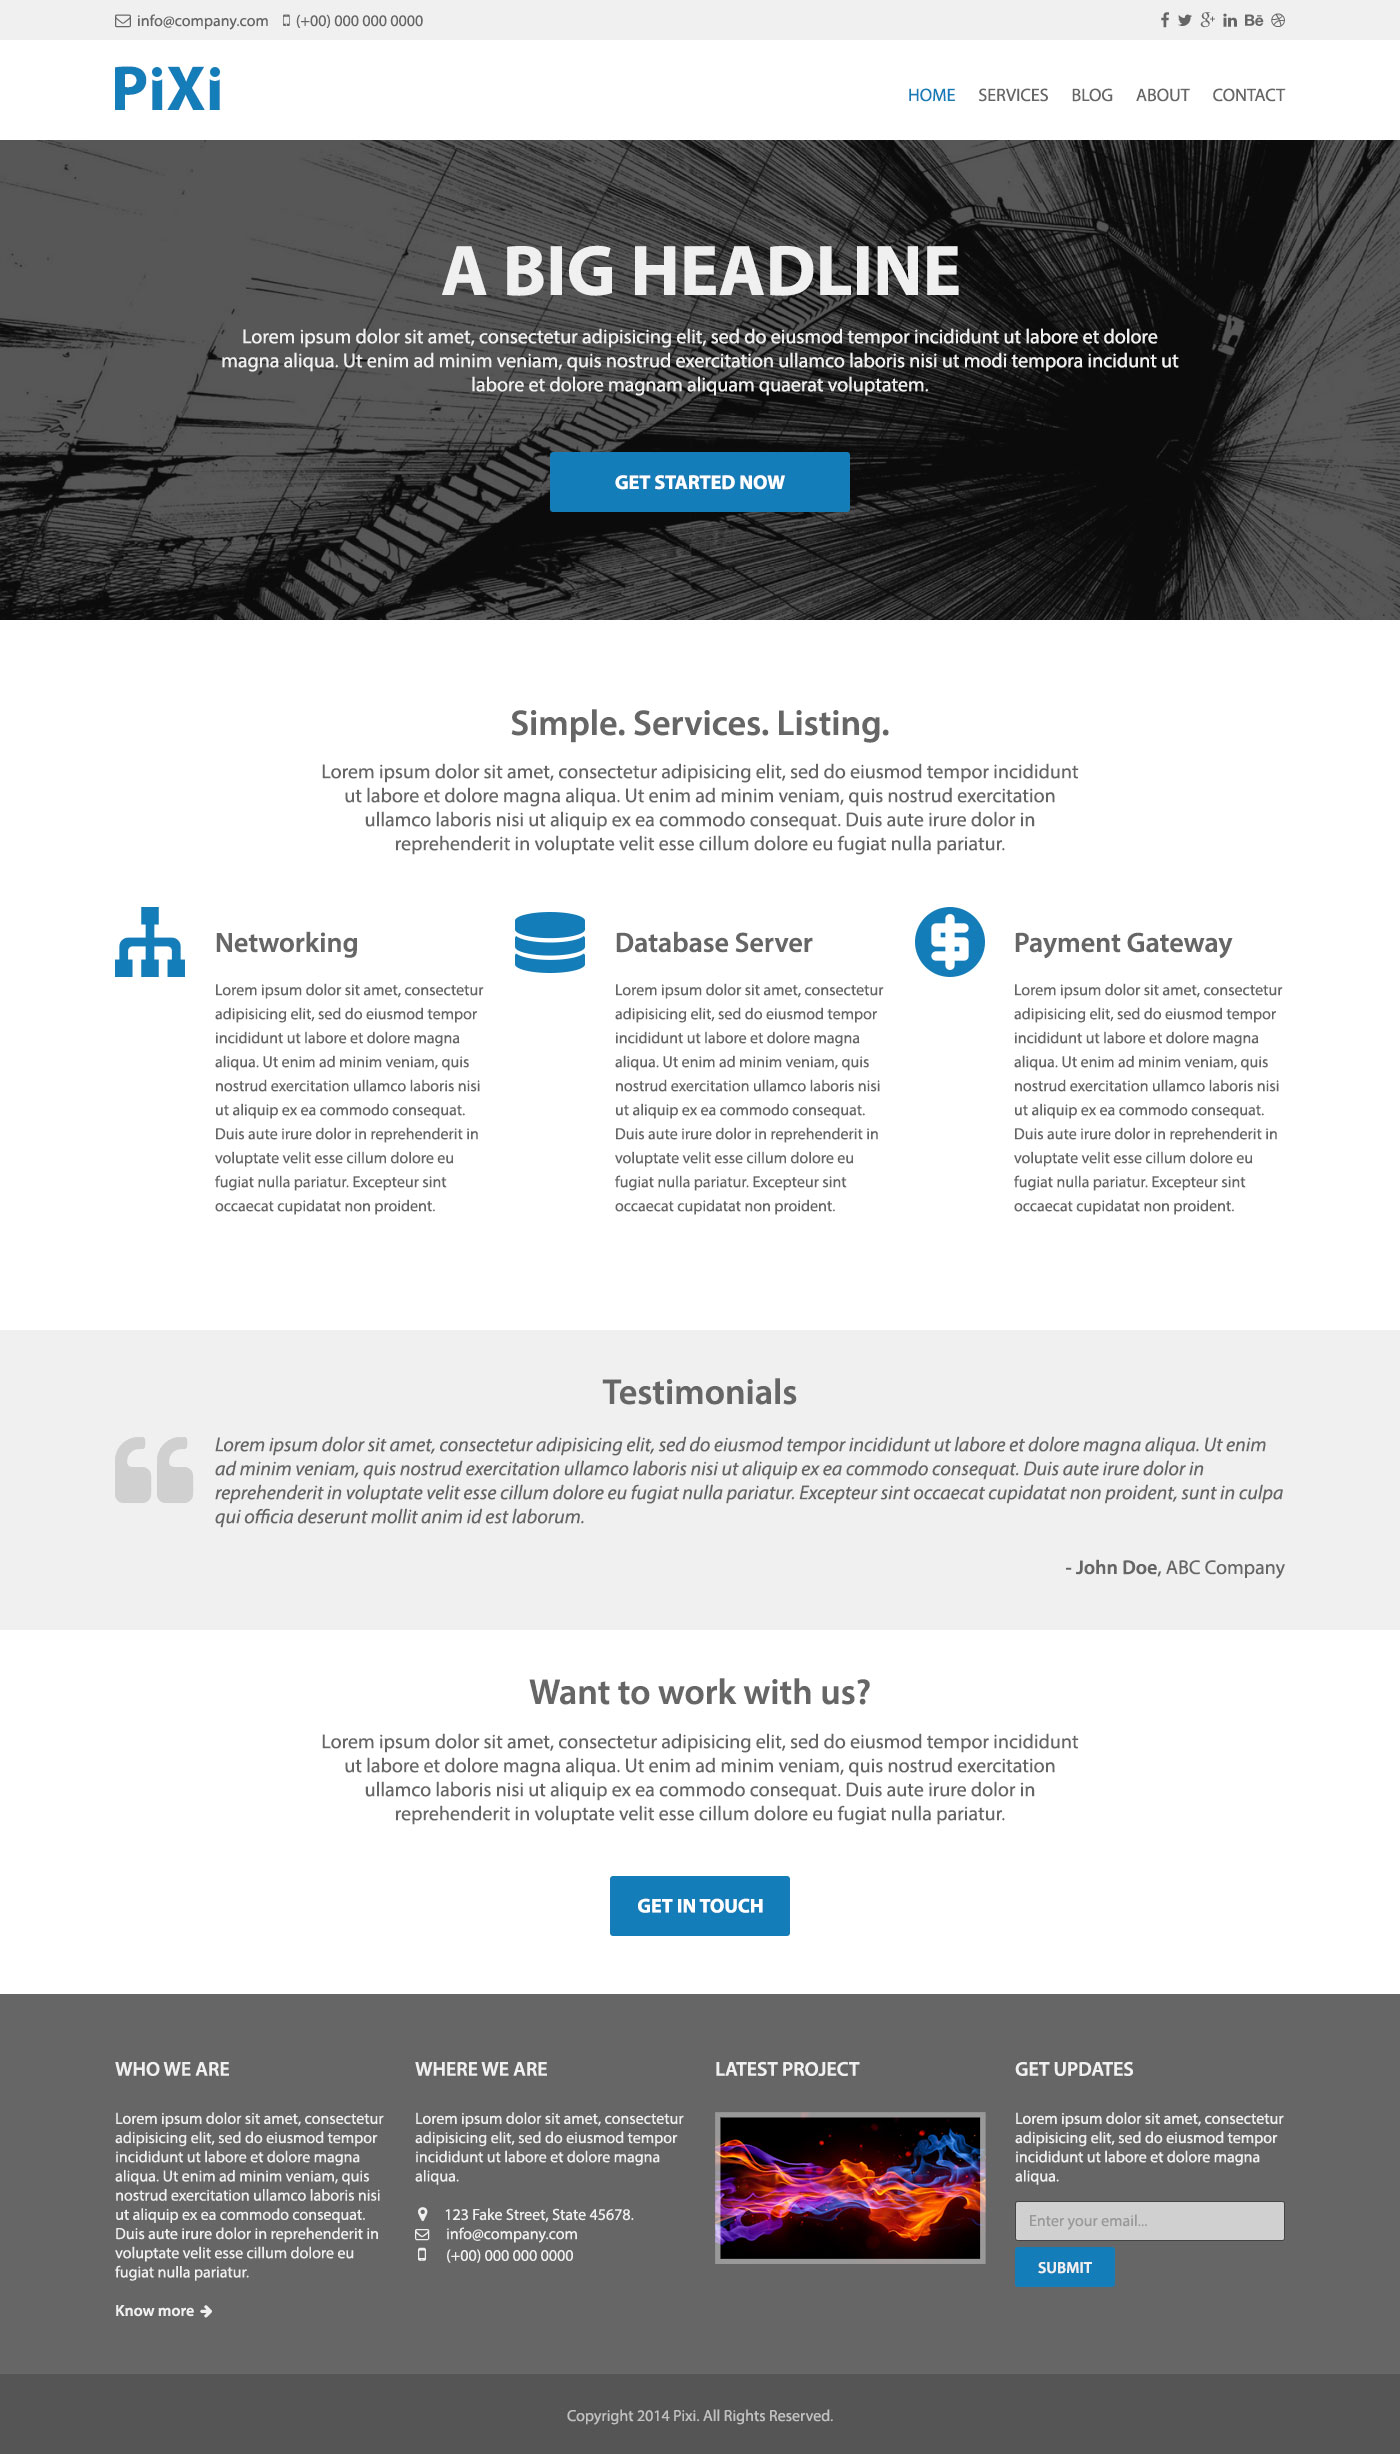 info@company.com (+00) 000 000 0000 Bē
PiXi
HOME SERVICES BLOG ABOUT CONTACT
A BIG HEADLINE
Lorem ipsum dolor sit amet, consectetur adipisicing elit, sed do eiusmod tempor incididunt ut labore et dolore
magna aliqua. Ut enim ad minim veniam, quis nostrud exercitation ullamco laboris nisi ut modi tempora incidunt ut
labore et dolore magnam aliquam quaerat voluptatem.
GET STARTED NOW
Simple. Services. Listing.
Lorem ipsum dolor sit amet, consectetur adipisicing elit, sed do eiusmod tempor incididunt
ut labore et dolore magna aliqua. Ut enim ad minim veniam, quis nostrud exercitation
ullamco laboris nisi ut aliquip ex ea commodo consequat. Duis aute irure dolor in
reprehenderit in voluptate velit esse cillum dolore eu fugiat nulla pariatur.
Networking
Lorem ipsum dolor sit amet, consectetur
adipisicing elit, sed do eiusmod tempor
incididunt ut labore et dolore magna
aliqua. Ut enim ad minim veniam, quis
nostrud exercitation ullamco laboris nisi
ut aliquip ex ea commodo consequat.
Duis aute irure dolor in reprehenderit in
voluptate velit esse cillum dolore eu
fugiat nulla pariatur. Excepteur sint
occaecat cupidatat non proident.
Database Server
Lorem ipsum dolor sit amet, consectetur
adipisicing elit, sed do eiusmod tempor
incididunt ut labore et dolore magna
aliqua. Ut enim ad minim veniam, quis
nostrud exercitation ullamco laboris nisi
ut aliquip ex ea commodo consequat.
Duis aute irure dolor in reprehenderit in
voluptate velit esse cillum dolore eu
fugiat nulla pariatur. Excepteur sint
occaecat cupidatat non proident.
Payment Gateway
Lorem ipsum dolor sit amet, consectetur
adipisicing elit, sed do eiusmod tempor
incididunt ut labore et dolore magna
aliqua. Ut enim ad minim veniam, quis
nostrud exercitation ullamco laboris nisi
ut aliquip ex ea commodo consequat.
Duis aute irure dolor in reprehenderit in
voluptate velit esse cillum dolore eu
fugiat nulla pariatur. Excepteur sint
occaecat cupidatat non proident.
Testimonials
Lorem ipsum dolor sit amet, consectetur adipisicing elit, sed do eiusmod tempor incididunt ut labore et dolore magna aliqua. Ut enim
ad minim veniam, quis nostrud exercitation ullamco laboris nisi ut aliquip ex ea commodo consequat. Duis aute irure dolor in
reprehenderit in voluptate velit esse cillum dolore eu fugiat nulla pariatur. Excepteur sint occaecat cupidatat non proident, sunt in culpa
qui officia deserunt mollit anim id est laborum.
- John Doe, ABC Company
Want to work with us?
Lorem ipsum dolor sit amet, consectetur adipisicing elit, sed do eiusmod tempor incididunt
ut labore et dolore magna aliqua. Ut enim ad minim veniam, quis nostrud exercitation
ullamco laboris nisi ut aliquip ex ea commodo consequat. Duis aute irure dolor in
reprehenderit in voluptate velit esse cillum dolore eu fugiat nulla pariatur.
GET IN TOUCH
WHO WE ARE
Lorem ipsum dolor sit amet, consectetur
adipisicing elit, sed do eiusmod tempor
incididunt ut labore et dolore magna
aliqua. Ut enim ad minim veniam, quis
nostrud exercitation ullamco laboris nisi
ut aliquip ex ea commodo consequat.
Duis aute irure dolor in reprehenderit in
voluptate velit esse cillum dolore eu
fugiat nulla pariatur.
Know more
WHERE WE ARE
Lorem ipsum dolor sit amet, consectetur
adipisicing elit, sed do eiusmod tempor
incididunt ut labore et dolore magna
aliqua.
123 Fake Street, State 45678.
info@company.com
(+00) 000 000 0000
LATEST PROJECT
GET UPDATES
Lorem ipsum dolor sit amet, consectetur
adipisicing elit, sed do eiusmod tempor
incididunt ut labore et dolore magna
aliqua.
Enter your email...
SUBMIT
Copyright 2014 Pixi. All Rights Reserved.